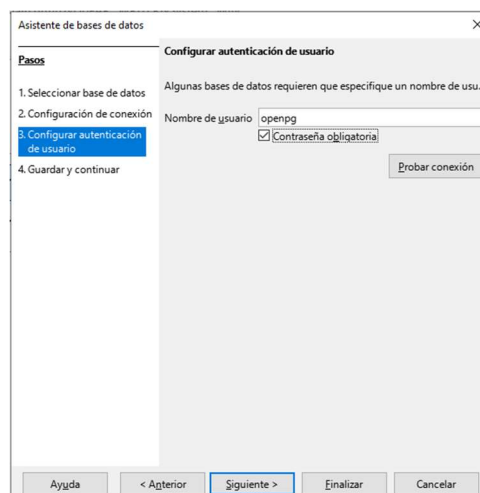 Asistente de bases de datos
Pasos
1. Seleccionar base de datos
2. Configuración de conexión
3. Configurar autenticación
de usuario
4. Guardar y continuar
Configurar autenticación de usuario
Algunas bases de datos requieren que especifique un nombre de usu.
Nombre de usuario openpg
Contraseña obligatoria
Probar conexión
Ayuda < Anterior Siguiente > Finalizar Cancelar